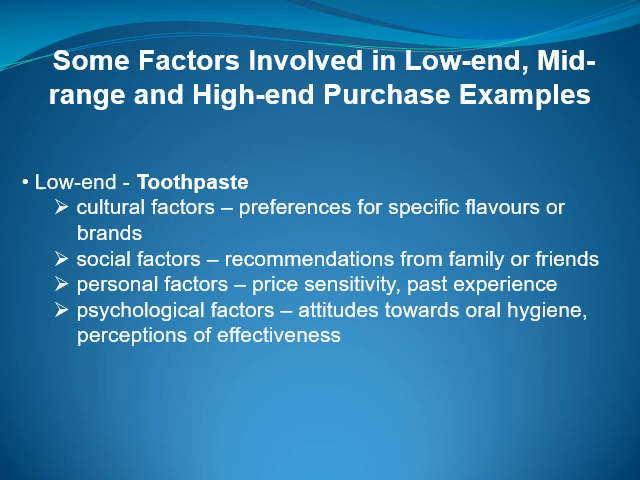 Some Factors Involved in Low-end, Mid-
range and High-end Purchase Examples
• Low-end - Toothpaste
➢ cultural factors – preferences for specific flavours or
brands
➢ social factors – recommendations from family or friends
➢ personal factors – price sensitivity, past experience
➢ psychological factors – attitudes towards oral hygiene,
perceptions of effectiveness